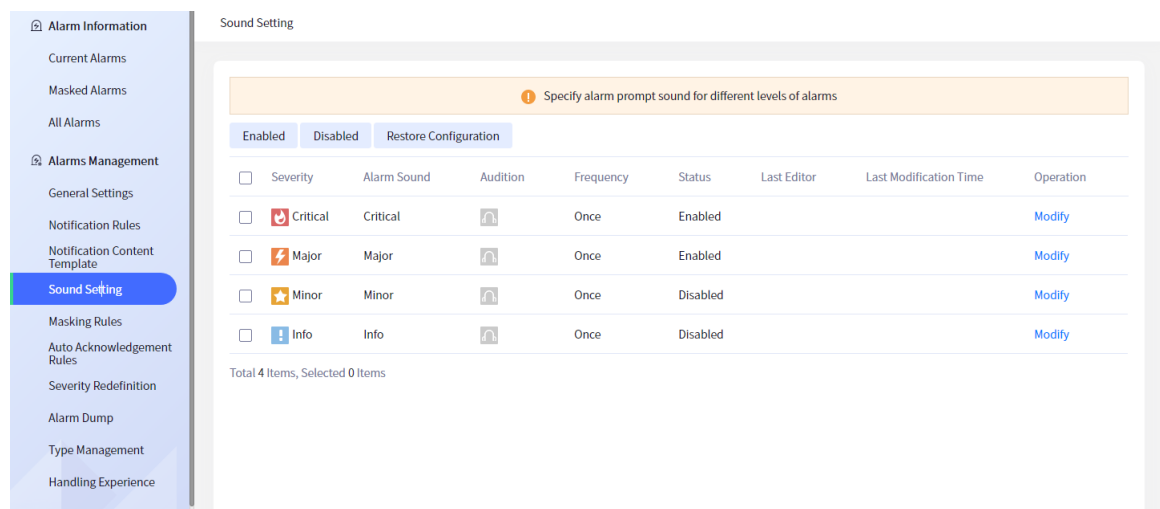 Alarm Information
Current Alarms
Masked Alarms
All Alarms
Alarms Management
General Settings
Notification Rules
Notification Content
Template
Sound Setting
Masking Rules
Auto Acknowledgement
Rules
Severity Redefinition
Alarm Dump
Type Management
Handling Experience
Sound Setting
Specify alarm prompt sound for different levels of alarms
Enabled Disabled Restore Configuration
Severity Alarm Sound Audition Frequency Status Last Editor Last Modification Time Operation
Critical Critical Once Enabled Modify
Major Major Once Enabled Modify
Minor Minor Once Disabled Modify
Info Info Once Disabled Modify
Total 4 Items, Selected 0 Items